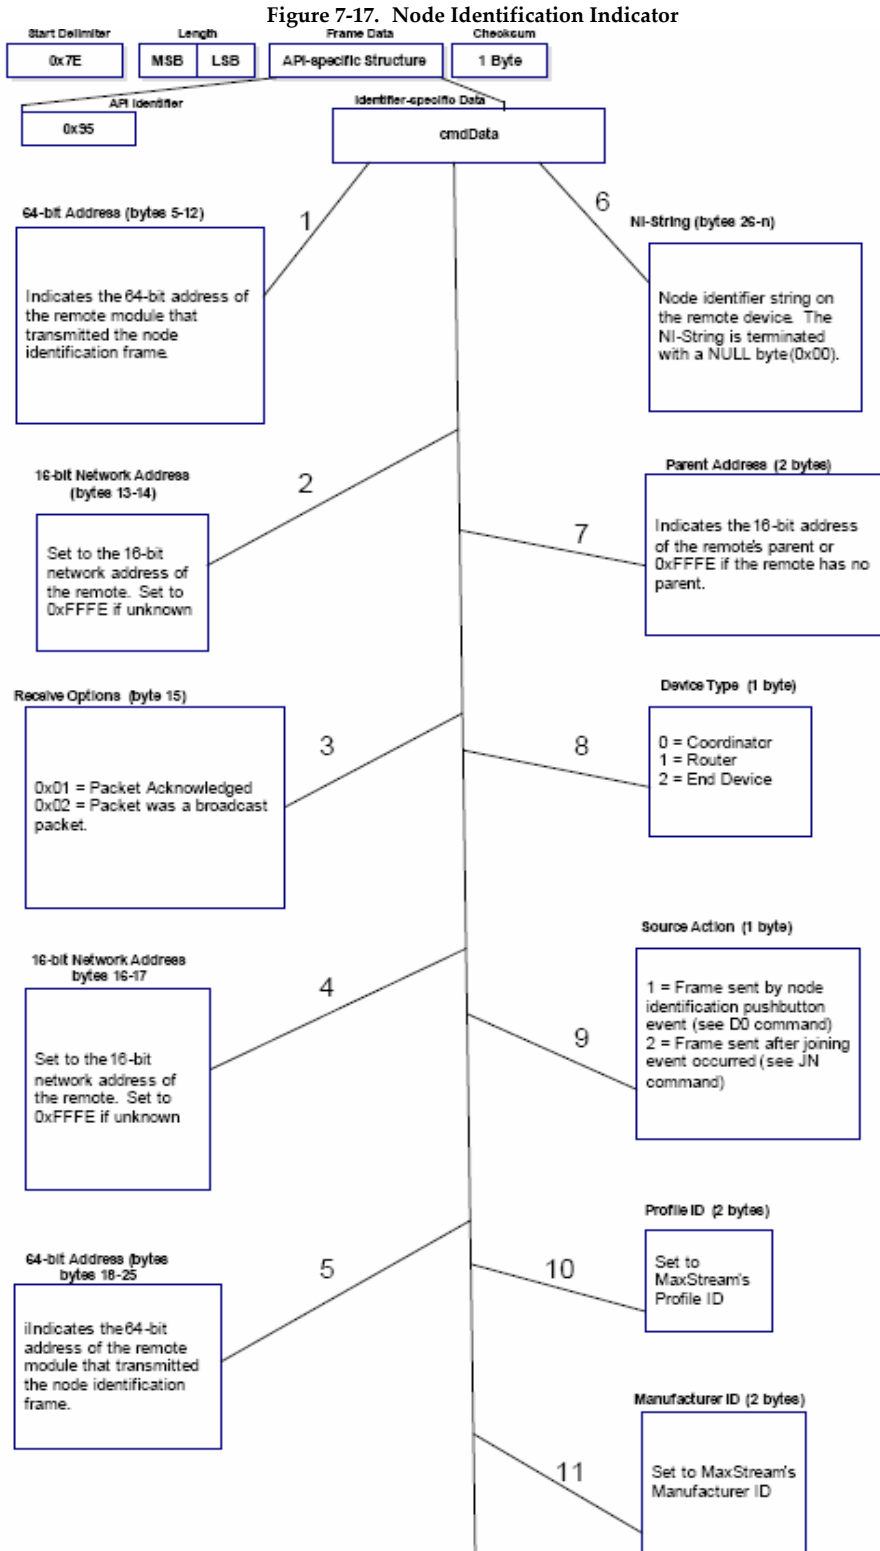 Figure 7-17. Node Identification Indicator
Start Delimiter
Length
Frame Data
Checksum
0x7E
MSB
LSB
API-specific Structure
1 Byte
API Identifier
Identifier-specific Data
0x95
cmdData
1
64-bit Address (bytes 5-12)
Indicates the 64-bit address of
the remote module that
transmitted the node
identification frame.
2
16-bit Network Address
(bytes 13-14)
Set to the 16-bit
network address of
the remote. Set to
0xFFFE if unknown
3
Receive Options (byte 15)
0x01 = Packet Acknowledged
0x02 = Packet was a broadcast
packet.
4
16-bit Network Address
bytes 16-17
Set to the 16-bit
network address of
the remote. Set to
0xFFFE if unknown
5
64-bit Address (bytes
bytes 18-25
iIndicates the 64-bit
address of the remote
module that transmitted
the node identification
frame.
6
NI-String (bytes 26-n)
Node identifier string on
the remote device. The
NI-String is terminated
with a NULL byte (0x00).
7
Parent Address (2 bytes)
Indicates the 16-bit address
of the remote's parent or
0xFFFE if the remote has no
parent.
8
Device Type (1 byte)
0 = Coordinator
1 = Router
2 = End Device
9
Source Action (1 byte)
1 = Frame sent by node
identification pushbutton
event (see D0 command)
2 = Frame sent after joining
event occurred (see JN
command)
10
Profile ID (2 bytes)
Set to
MaxStream's
Profile ID
11
Manufacturer ID (2 bytes)
Set to MaxStream's
Manufacturer ID